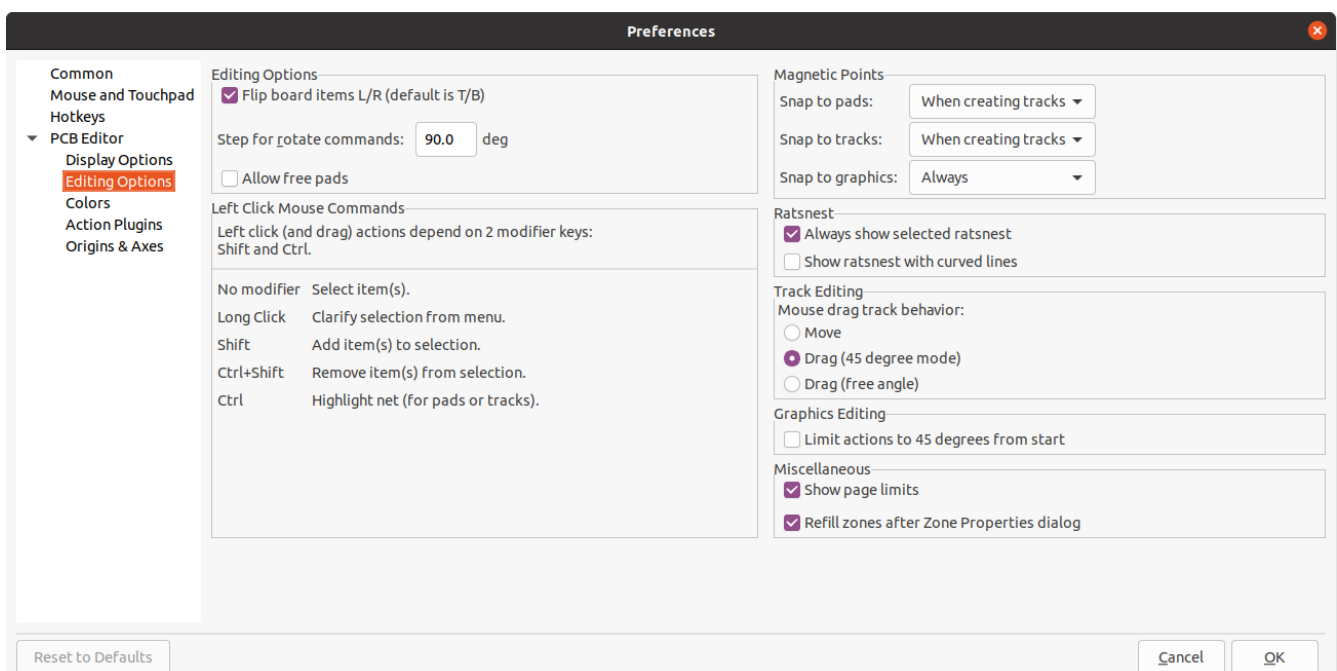 Preferences
Common
Mouse and Touchpad
Hotkeys
PCB Editor
Display Options
Editing Options
Colors
Action Plugins
Origins & Axes
Editing Options
Flip board items L/R (default is T/B)
Step for rotate commands: 90.0 deg
Allow free pads
Left Click Mouse Commands
Left click (and drag) actions depend on 2 modifier keys:
Shift and Ctrl.
No modifier Select item(s).
Long Click Clarify selection from menu.
Shift Add item(s) to selection.
Ctrl+Shift Remove item(s) from selection.
Ctrl Highlight net (for pads or tracks).
Magnetic Points
Snap to pads: When creating tracks
Snap to tracks: When creating tracks
Snap to graphics: Always
Ratsnest
Always show selected ratsnest
Show ratsnest with curved lines
Track Editing
Mouse drag track behavior:
Move
Drag (45 degree mode)
Drag (free angle)
Graphics Editing
Limit actions to 45 degrees from start
Miscellaneous
Show page limits
Refill zones after Zone Properties dialog
Reset to Defaults
Cancel
OK